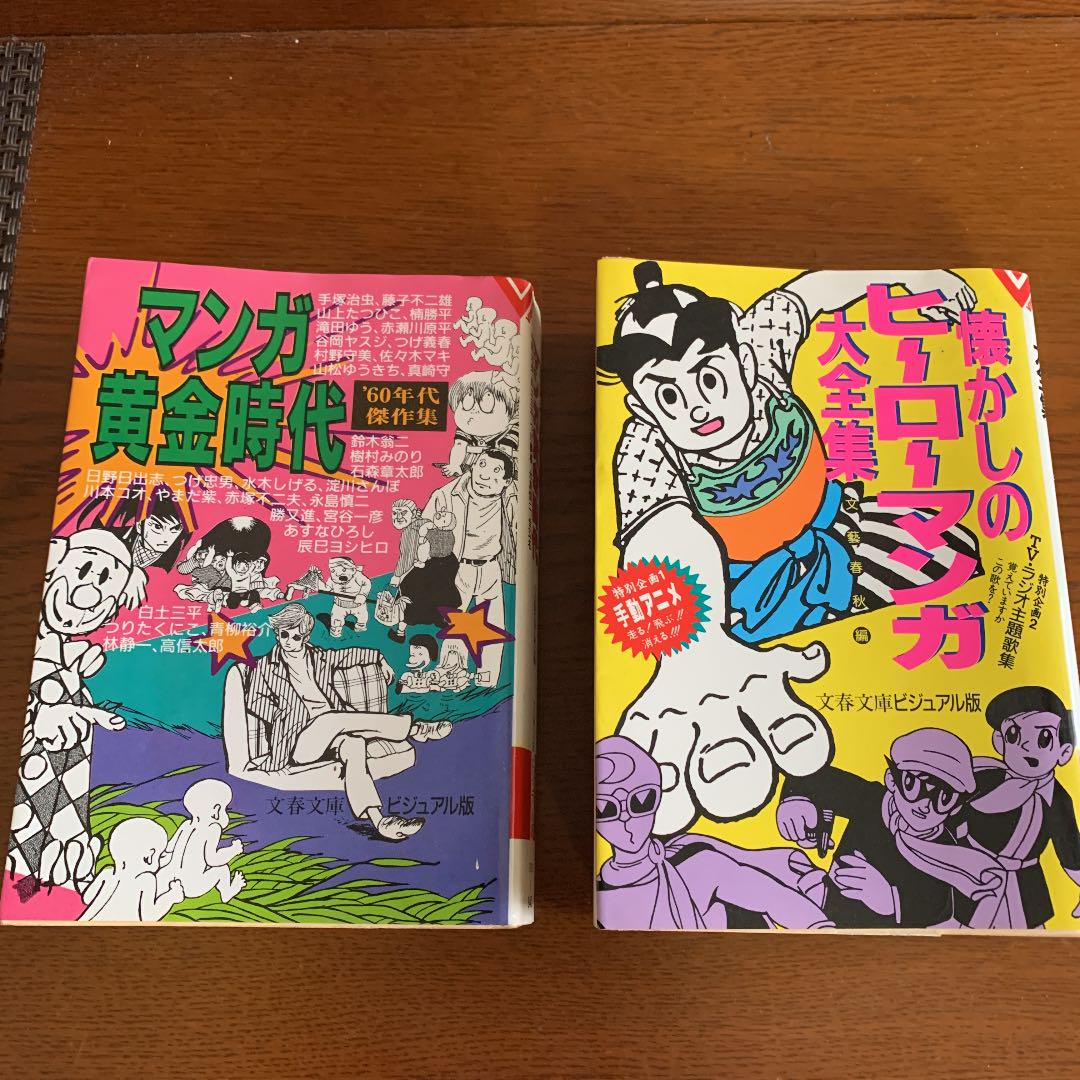 マンガ
黄金時代
'60年代
傑作集
手塚治虫、藤子不二雄
山上たつひこ、楠勝平
滝田ゆう、赤瀬川原平
谷岡ヤスジ、つげ義春
村野守美、佐々木マキ
山松ゆうきち、真崎守
鈴木翁二
樹村みのり
石森章太郎
日野日出志、つげ忠男、水木しげる、淀川さんぽ
川本コオ、やまだ紫、赤塚不二夫、永島慎二
勝又進、宮谷一彦
あすなひろし
辰巳ヨシヒロ
白土三平
つりたくにこ、青柳裕介
林静一、高信太郎
文春文庫
ビジュアル版
懐かしの
ヒーローマンガ
大全集
文藝春秋編
特別企画2
TV・ラジオ主題歌集
覚えていますか
この歌を?
特別企画1
手動アニメ
走る!飛ぶ!!
消える!!!
文春文庫ビジュアル版